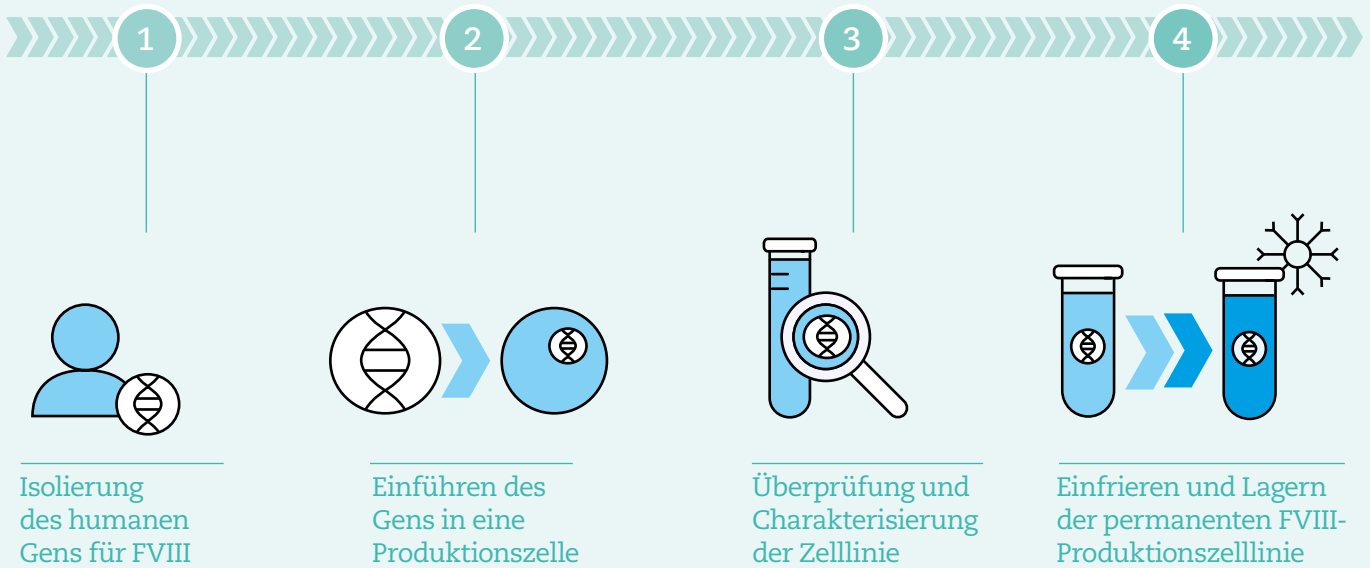 1
2
3
4
Isolierung
des humanen
Gens für FVIII
Einführen des
Gens in eine
Produktionszelle
Überprüfung und
Charakterisierung
der Zelllinie
Einfrieren und Lagern
der permanenten FVIII-
Produktionszelllinie